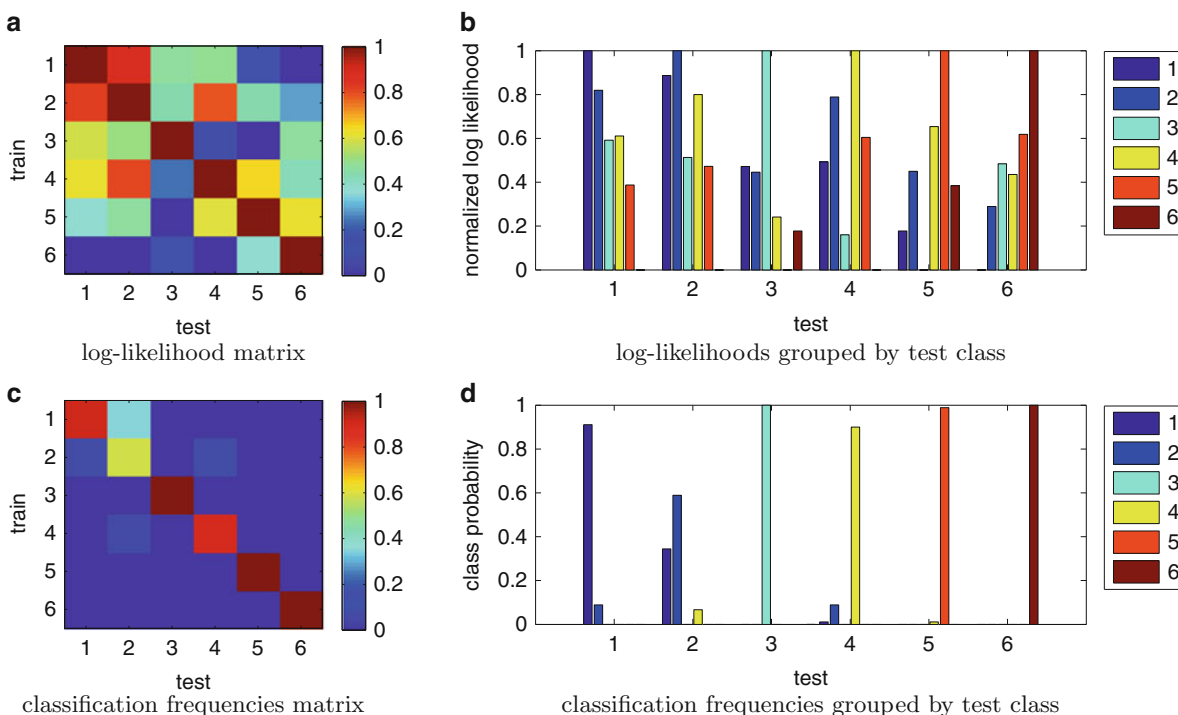 a
1
2
3
4
5
6
train
1 2 3 4 5 6
test
1
0.8
0.6
0.4
0.2
0
log-likelihood matrix
b
normalized log likelihood
1
0.8
0.6
0.4
0.2
0
1 2 3 4 5 6
test
1
2
3
4
5
6
log-likelihoods grouped by test class
c
1
2
3
4
5
6
train
1 2 3 4 5 6
test
1
0.8
0.6
0.4
0.2
0
classification frequencies matrix
d
class probability
1
0.8
0.6
0.4
0.2
0
1 2 3 4 5 6
test
1
2
3
4
5
6
classification frequencies grouped by test class